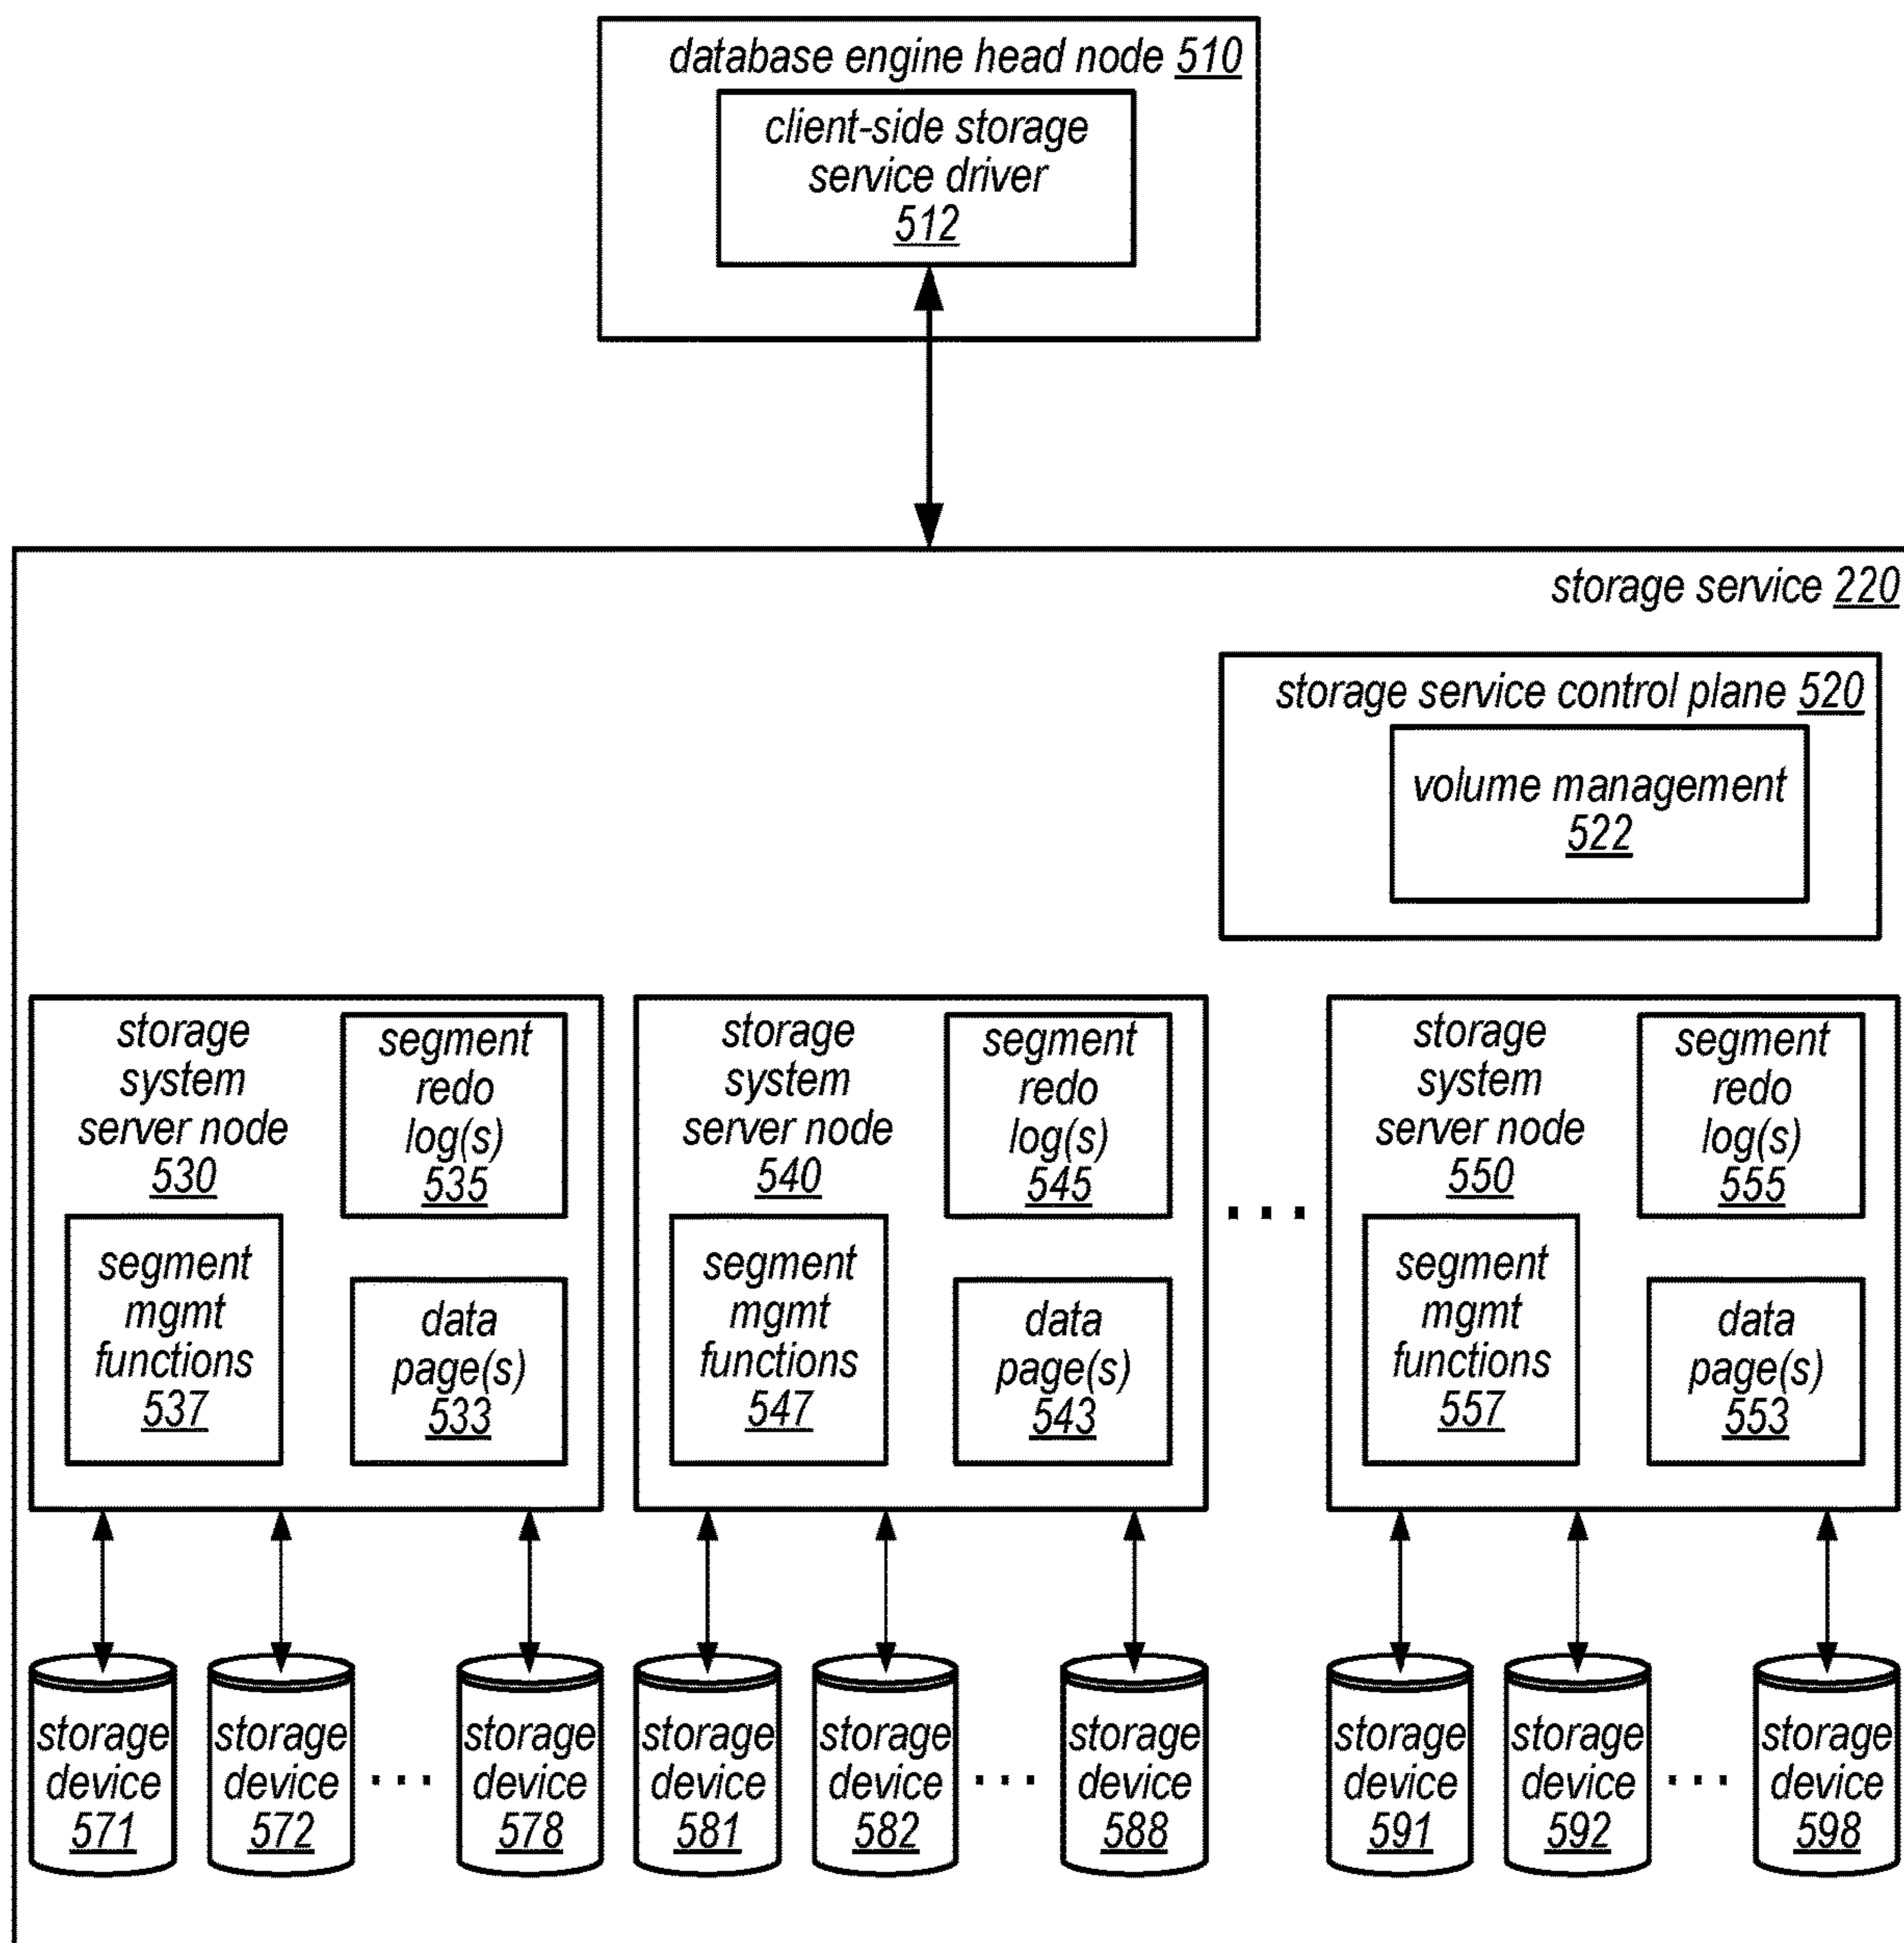 database engine head node 510
client-side storage
service driver
512
storage service 220
storage service control plane 520
volume management
522
storage
system
server node
530
segment
redo
log(s)
535
segment
mgmt
functions
537
data
page(s)
533
storage
system
server node
540
segment
redo
log(s)
545
segment
mgmt
functions
547
data
page(s)
543
...
storage
system
server node
550
segment
redo
log(s)
555
segment
mgmt
functions
557
data
page(s)
553
storage
device
571
storage
device
572
...
storage
device
578
storage
device
581
storage
device
582
...
storage
device
588
storage
device
591
storage
device
592
...
storage
device
598